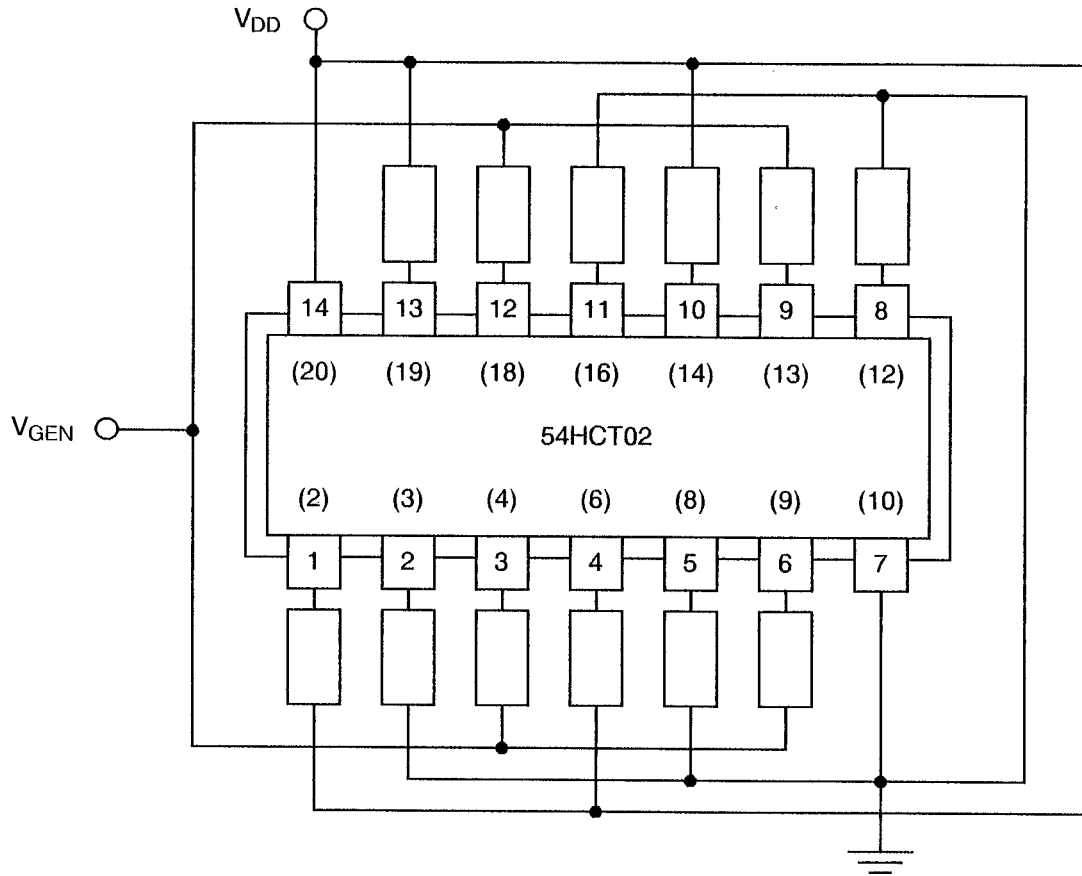 VDD
14 13 12 11 10 9 8
(20) (19) (18) (16) (14) (13) (12)
VGEN
54HCT02
(2) (3) (4) (6) (8) (9) (10)
1 2 3 4 5 6 7